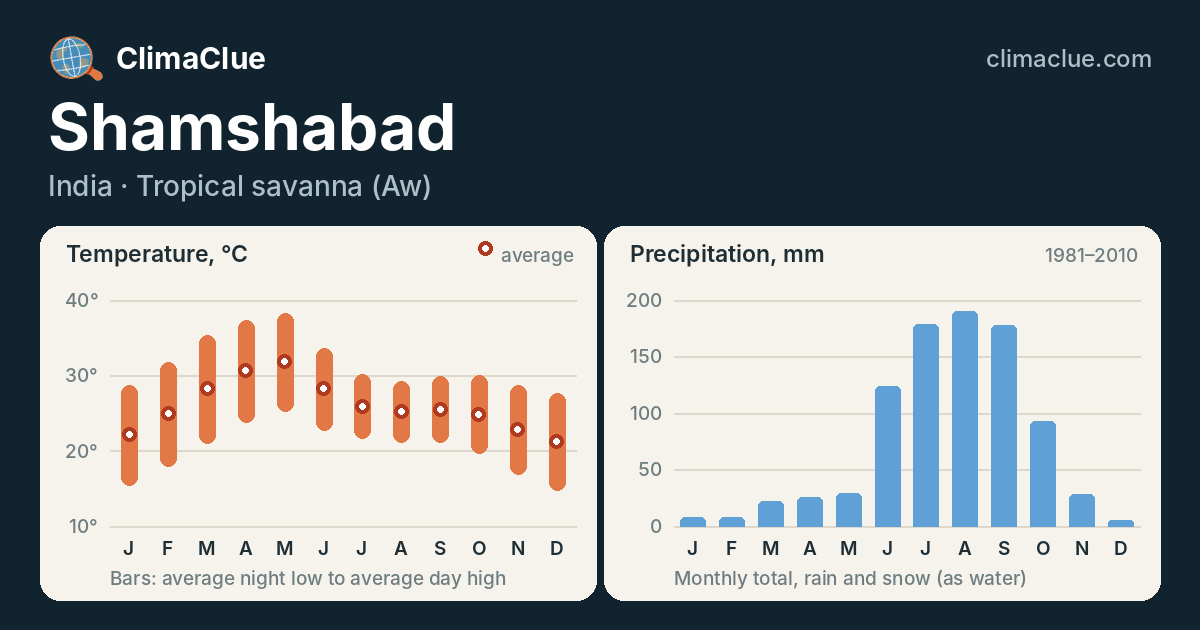 ClimaClue
climaclue.com
Shamshabad
India · Tropical savanna (Aw)
Temperature, °C
average
40°
30°
20°
10°
J F M A M J J A S O N D
Bars: average night low to average day high
Precipitation, mm
1981–2010
200
150
100
50
0
J F M A M J J A S O N D
Monthly total, rain and snow (as water)